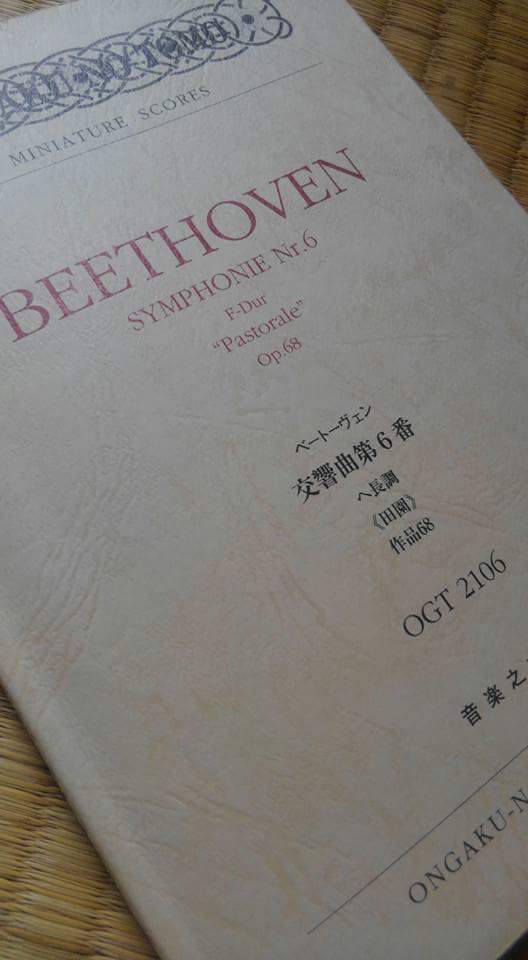 NO TOMO
MINIATURE SCORES
BEETHOVEN
SYMPHONIE Nr.6
F-Dur
“Pastorale”
Op.68
ベートーヴェン
交響曲第6番
ヘ長調
《田園》
作品68
OGT 2106
音楽之
ONGAKU-N